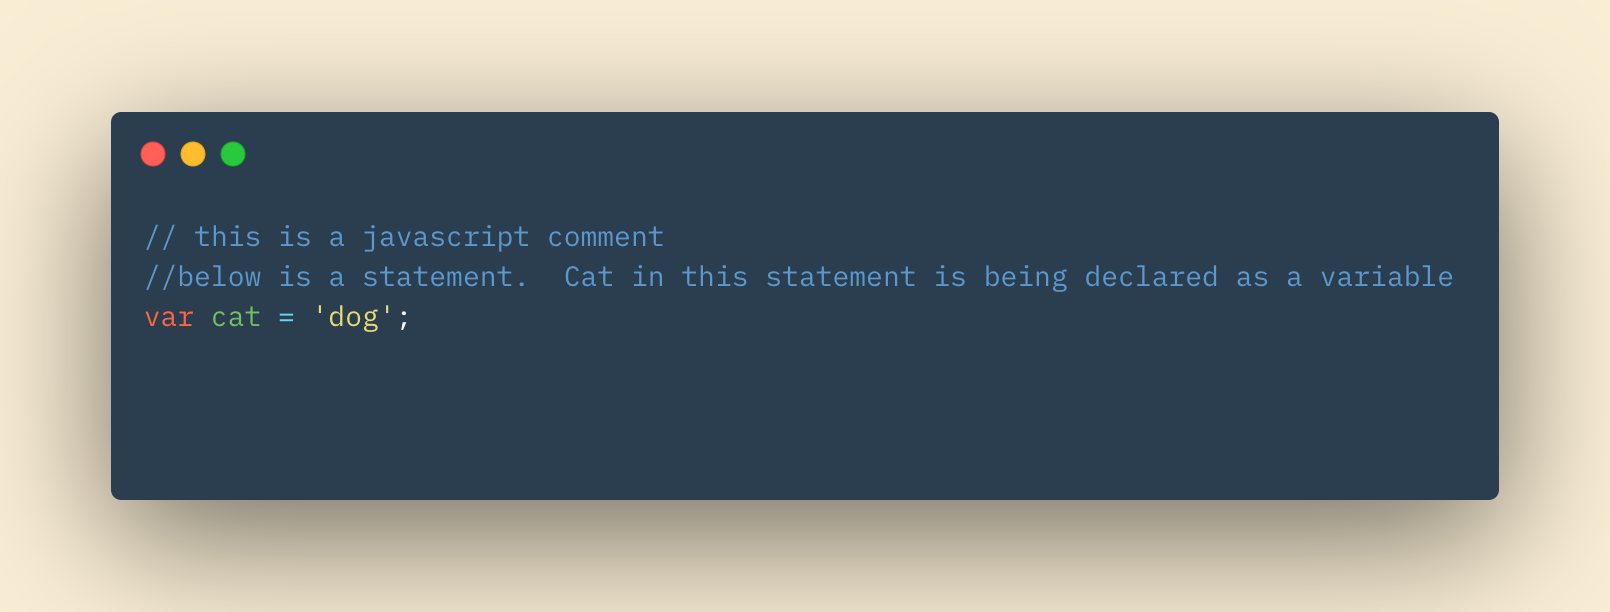 // this is a javascript comment
//below is a statement.  Cat in this statement is being declared as a variable
var cat = 'dog';